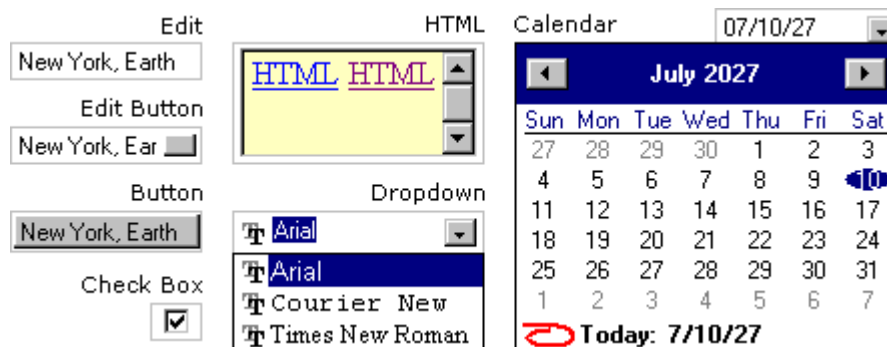 Edit
New York, Earth
Edit Button
New York, Ear
Button
New York, Earth
Check Box
HTML
HTML HTML
Dropdown
Arial
Arial
Courier New
Times New Roman
Calendar 07/10/27
July 2027
Sun Mon Tue Wed Thu Fri Sat
27 28 29 30 1 2 3
4 5 6 7 8 9 10
11 12 13 14 15 16 17
18 19 20 21 22 23 24
25 26 27 28 29 30 31
1 2 3 4 5 6 7
Today: 7/10/27